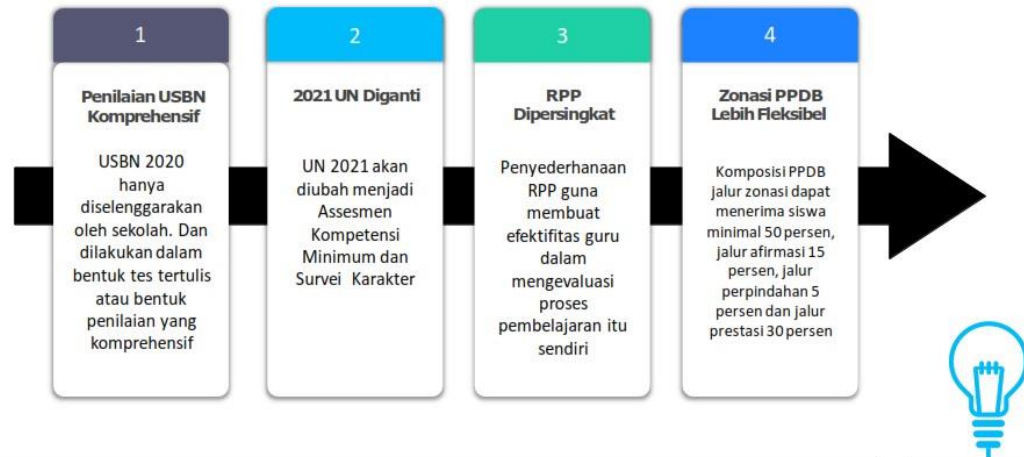 1
Penilaian USBN
Komprehensif
USBN 2020
hanya
diselenggarakan
oleh sekolah. Dan
dilakukan dalam
bentuk tes tertulis
atau bentuk
penilaian yang
komprehensif
2
2021 UN Diganti
UN 2021 akan
diubah menjadi
Assesmen
Kompetensi
Minimum dan
Survei Karakter
3
RPP
Dipersingkat
Penyederhanaan
RPP guna
membuat
efektifitas guru
dalam
mengevaluasi
proses
pembelajaran itu
sendiri
4
Zonasi PPDB
Lebih Fleksibel
Komposisi PPDB
jalur zonasi dapat
menerima siswa
minimal 50 persen,
jalur afirmasi 15
persen, jalur
perpindahan 5
persen dan jalur
prestasi 30 persen